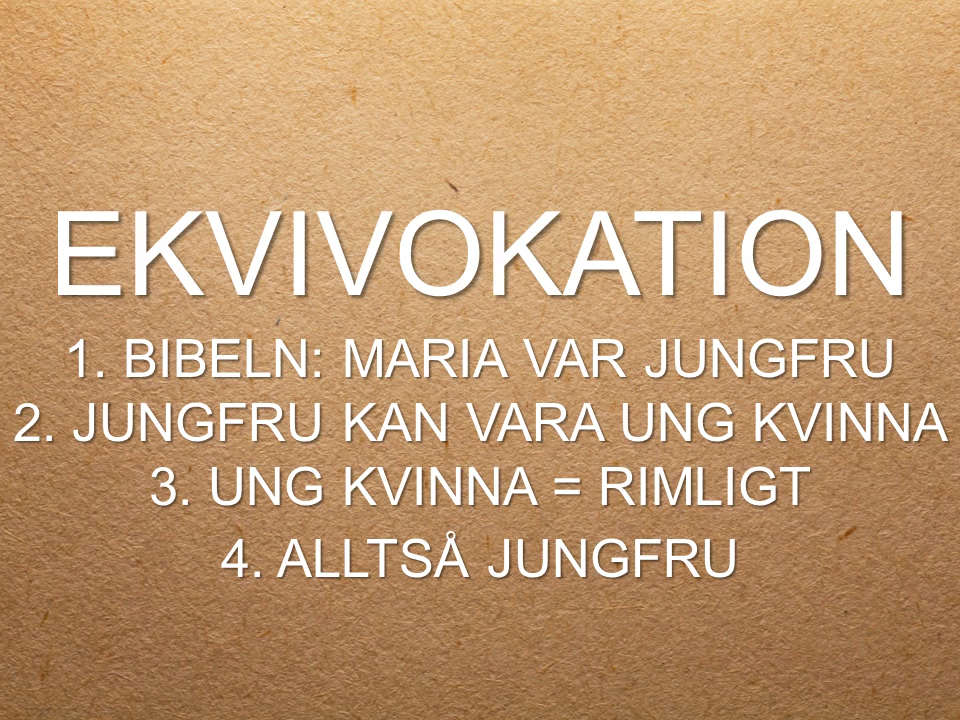 EKVIVOKATION
1. BIBELN: MARIA VAR JUNGFRU
2. JUNGFRU KAN VARA UNG KVINNA
3. UNG KVINNA = RIMLIGT
4. ALLTSÅ JUNGFRU